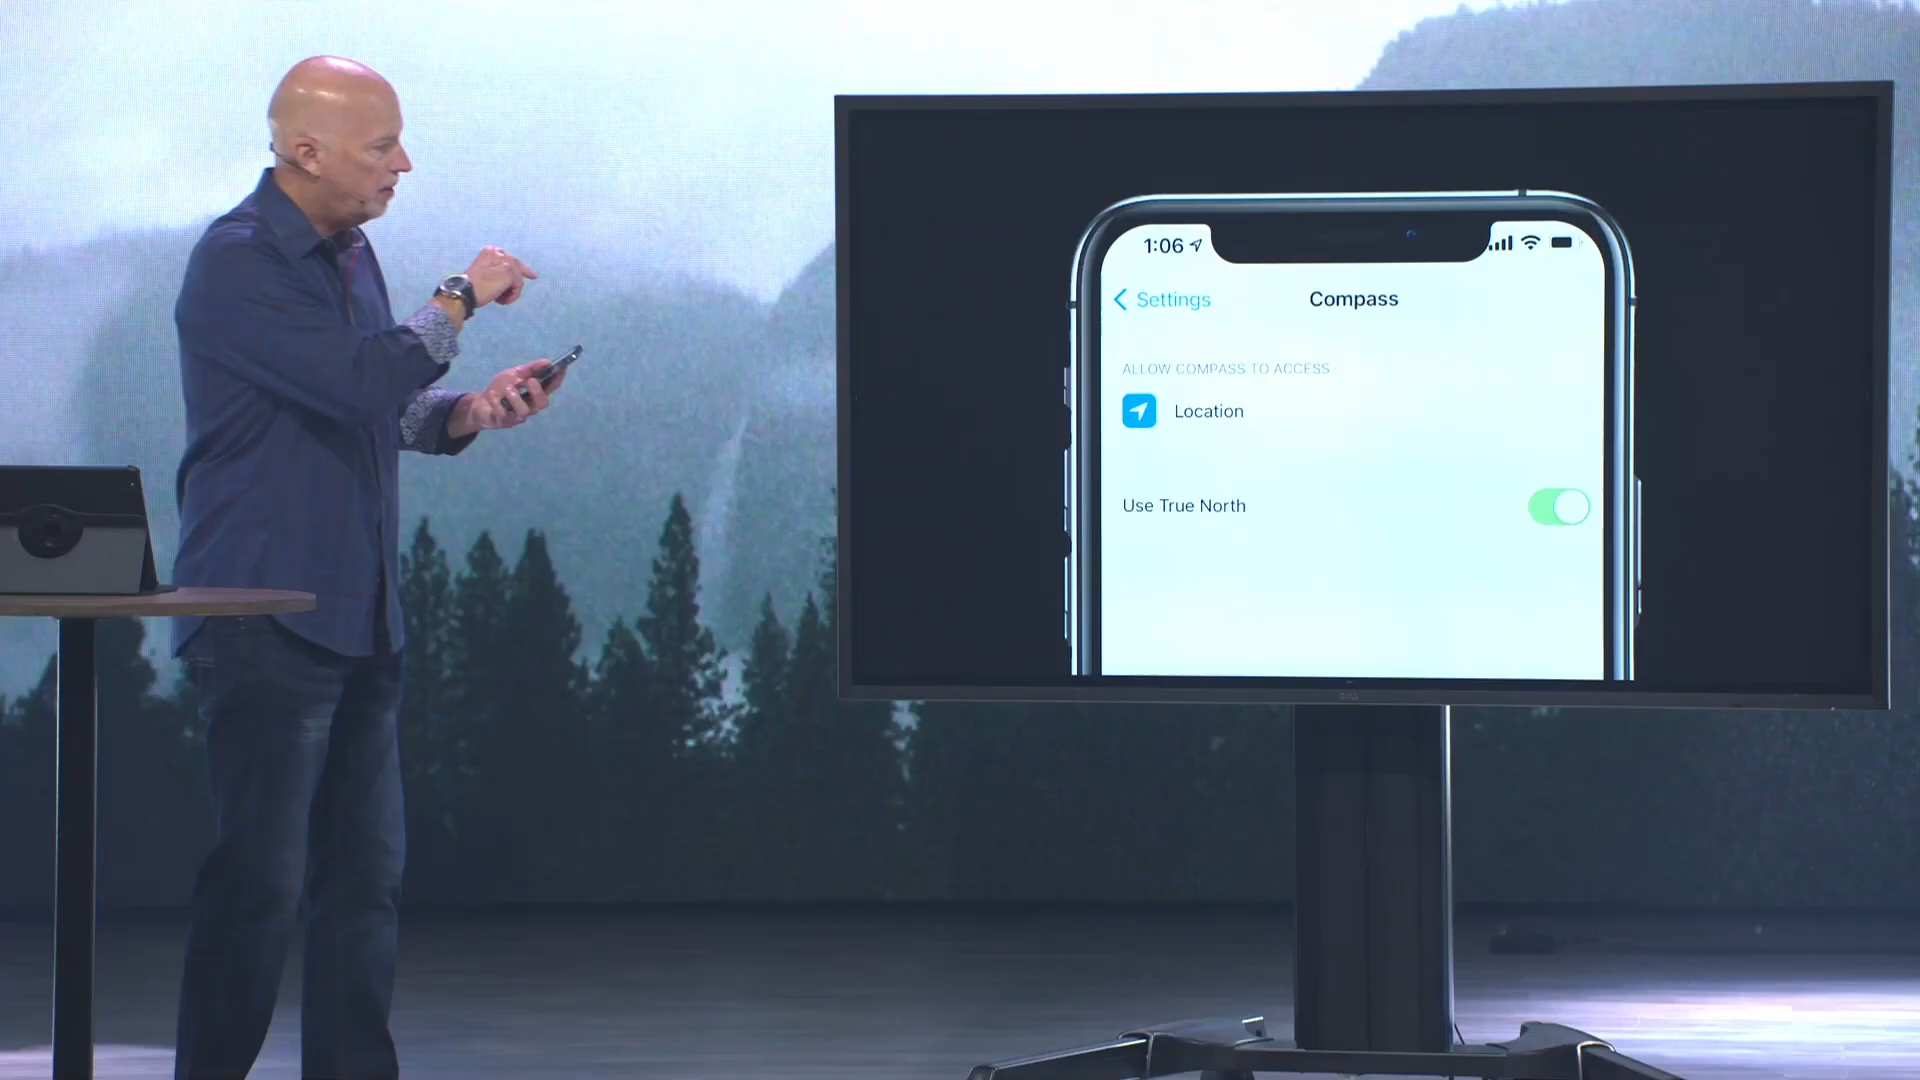 1:06
Settings
Compass
ALLOW COMPASS TO ACCESS
Location
Use True North